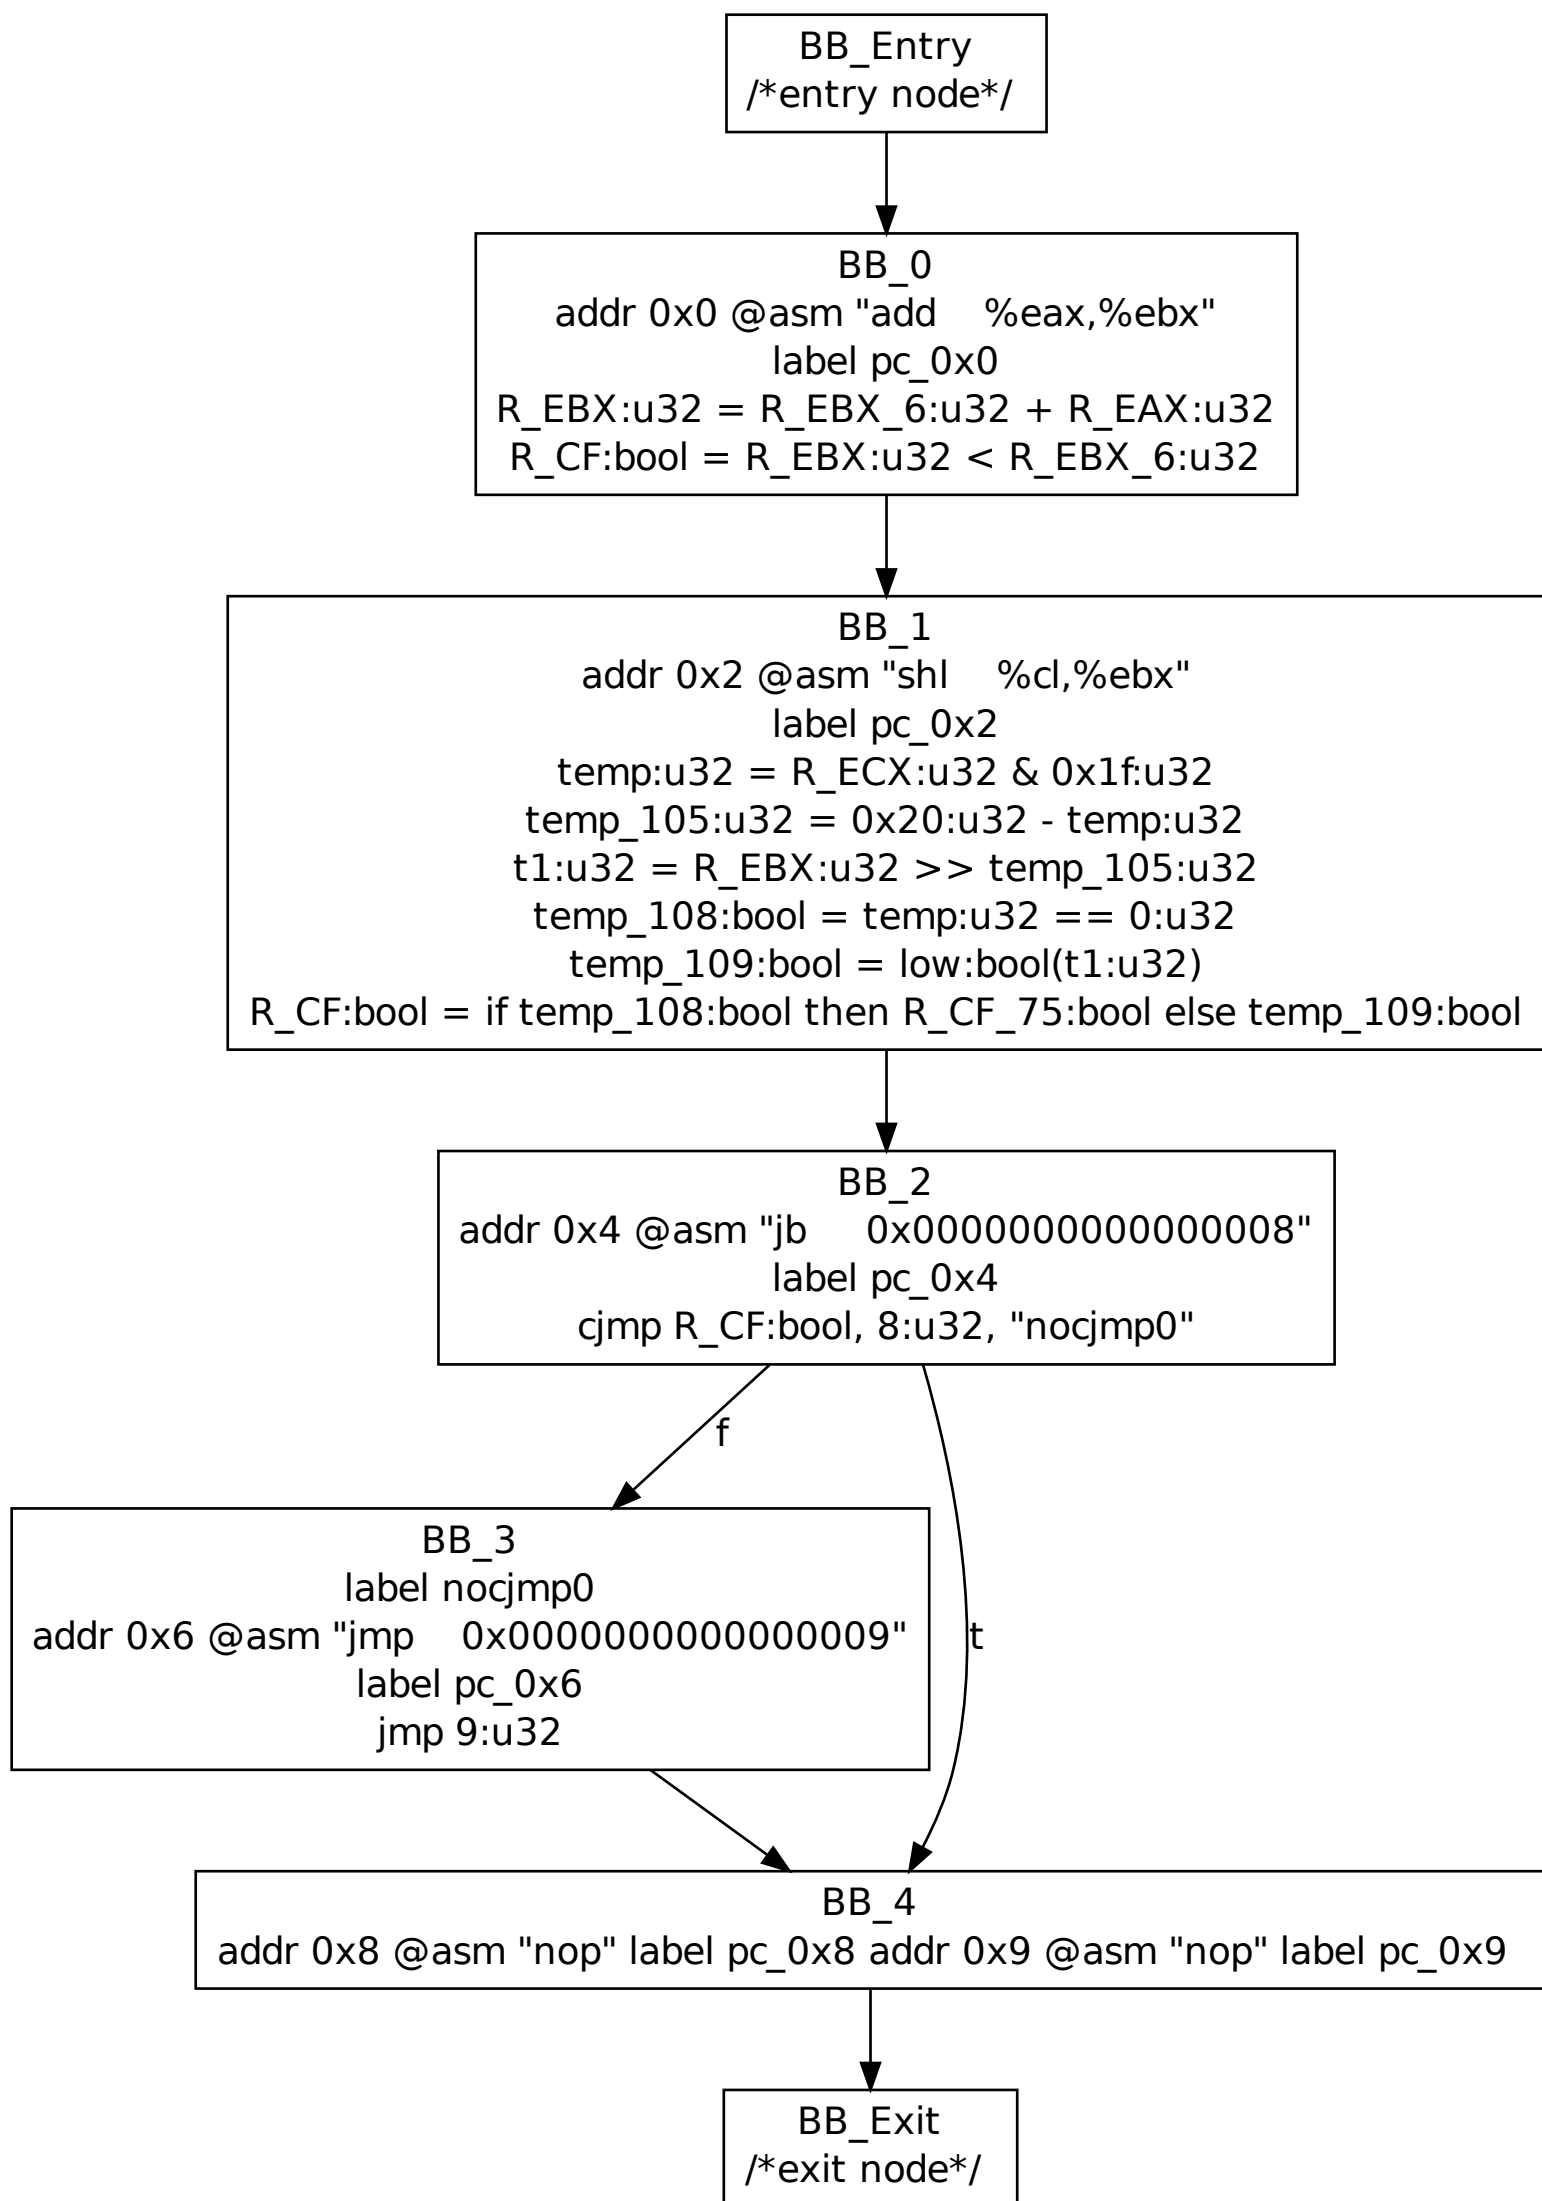 BB_Entry
/*entry node*/
BB_0
addr 0x0 @asm "add    %eax,%ebx"
label pc_0x0
R_EBX:u32 = R_EBX_6:u32 + R_EAX:u32
R_CF:bool = R_EBX:u32 < R_EBX_6:u32
BB_1
addr 0x2 @asm "shl    %cl,%ebx"
label pc_0x2
temp:u32 = R_ECX:u32 & 0x1f:u32
temp_105:u32 = 0x20:u32 - temp:u32
t1:u32 = R_EBX:u32 >> temp_105:u32
temp_108:bool = temp:u32 == 0:u32
temp_109:bool = low:bool(t1:u32)
R_CF:bool = if temp_108:bool then R_CF_75:bool else temp_109:bool
BB_2
addr 0x4 @asm "jb     0x0000000000000008"
label pc_0x4
cjmp R_CF:bool, 8:u32, "nocjmp0"
f
BB_3
label nocjmp0
addr 0x6 @asm "jmp    0x0000000000000009"
label pc_0x6
jmp 9:u32
t
BB_4
addr 0x8 @asm "nop" label pc_0x8 addr 0x9 @asm "nop" label pc_0x9
BB_Exit
/*exit node*/